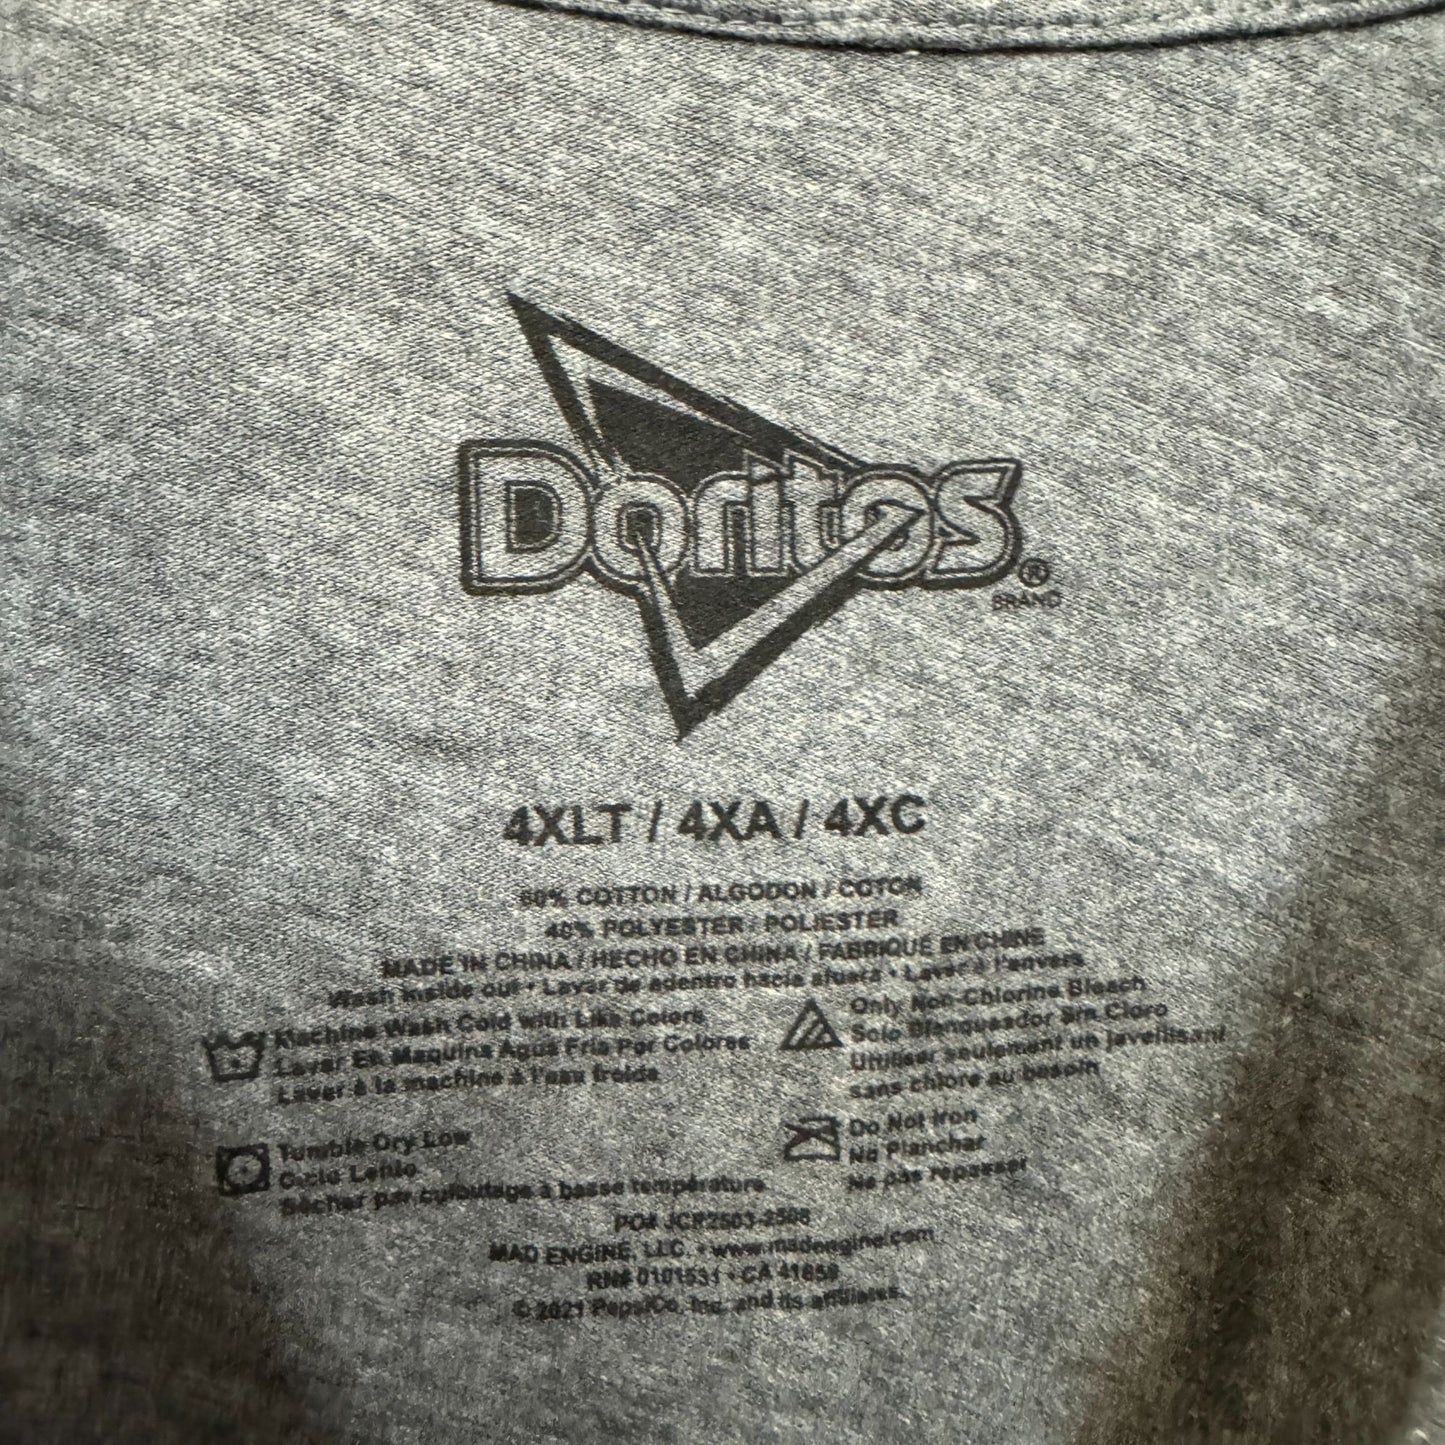 Doritos®
BRAND
4XLT / 4XA / 4XC
60% COTTON / ALGODON / COTON
40% POLYESTER / POLIESTER
MADE IN CHINA / HECHO EN CHINA / FABRIQUE EN CHINE
Wash inside out • Lavar de adentro hacia afuera • Laver à l'envers
Machine Wash Cold with Like Colors
Lavar En Maquina Agua Fria Por Colores
Laver à la machine à l'eau froide
Only Non-Chlorine Bleach
Solo Blanqueador Sin Cloro
Utiliser seulement un javellisant
sans chlore au besoin
Tumble Dry Low
Ciclo Lento
Sécher par culbutage à basse température
Do Not Iron
No Planchar
Ne pas repasser
PO#
MAD ENGINE, LLC. • www.madengine.com
RN# 0101531 • CA
© 2021 PepsiCo, Inc. and its affiliates.